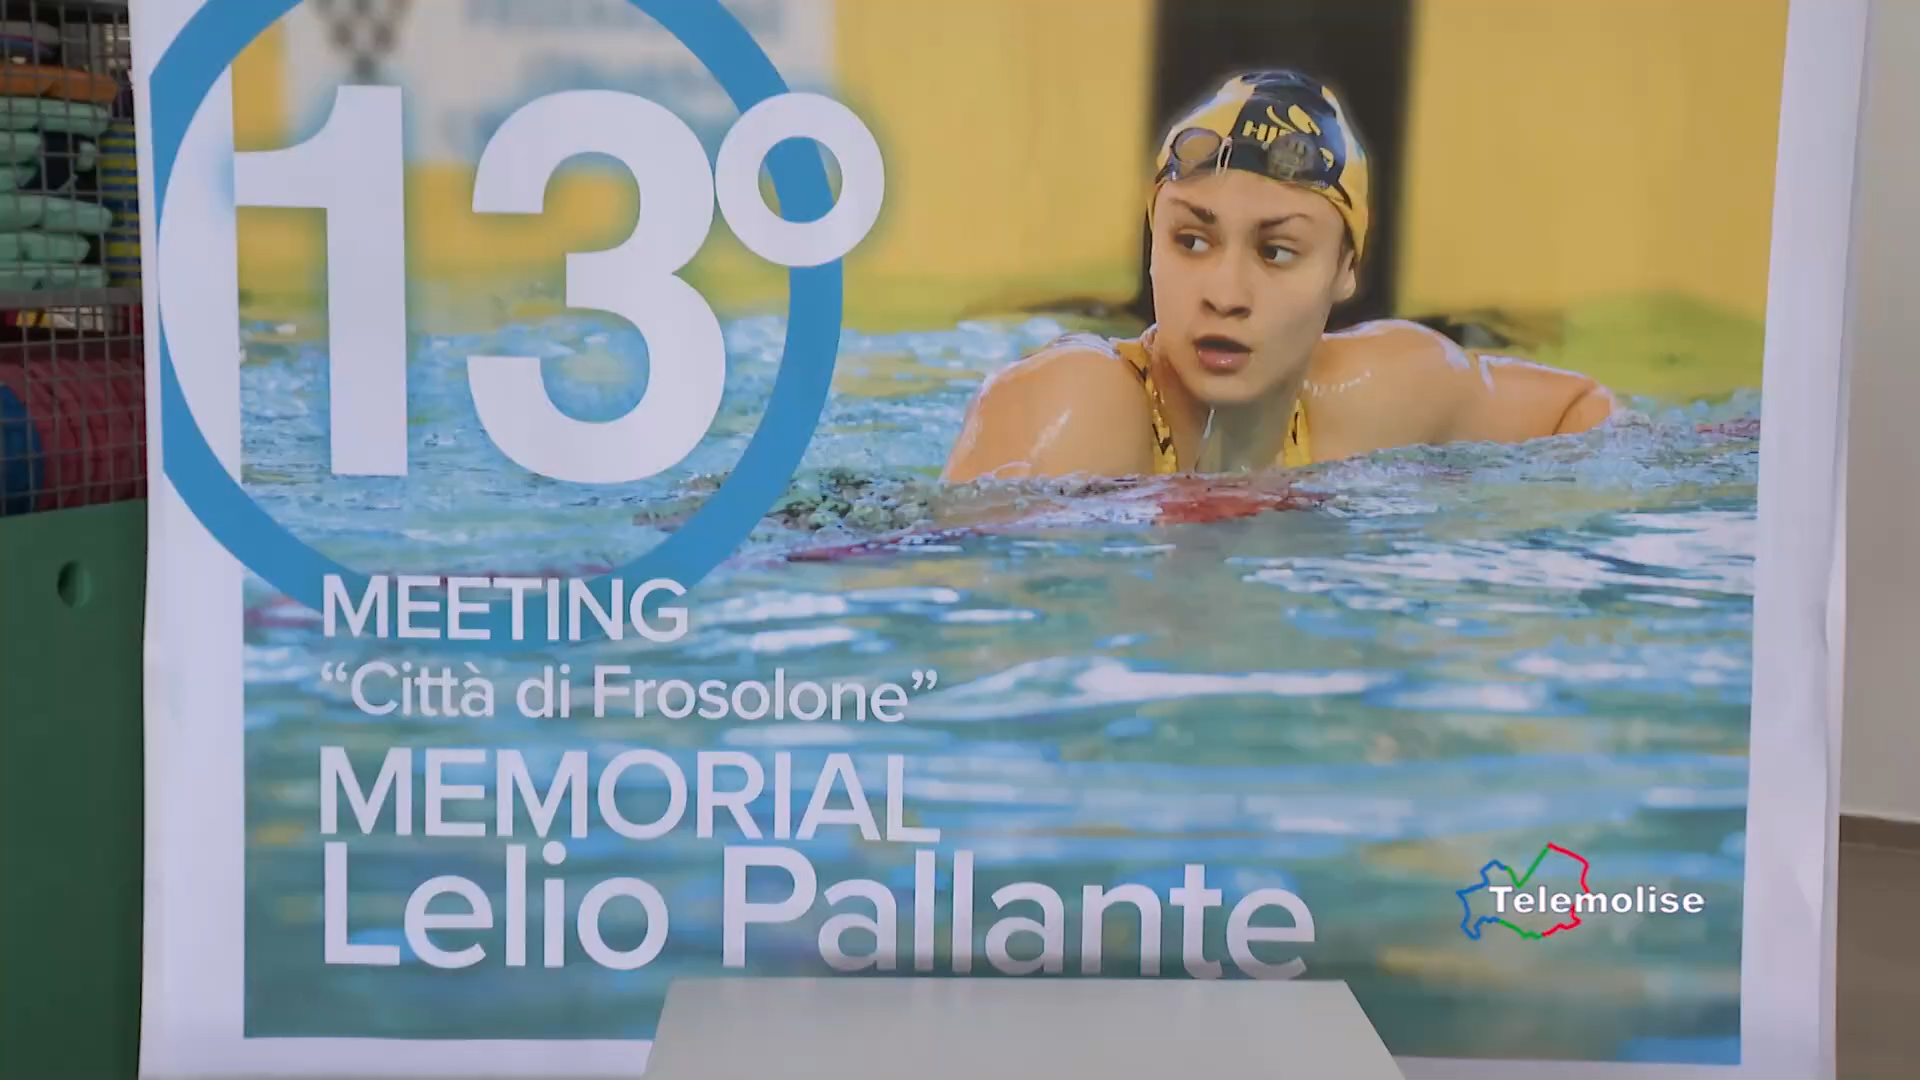 13°
MEETING
“Città di Frosolone”
MEMORIAL
Lelio Pallante
Telemolise